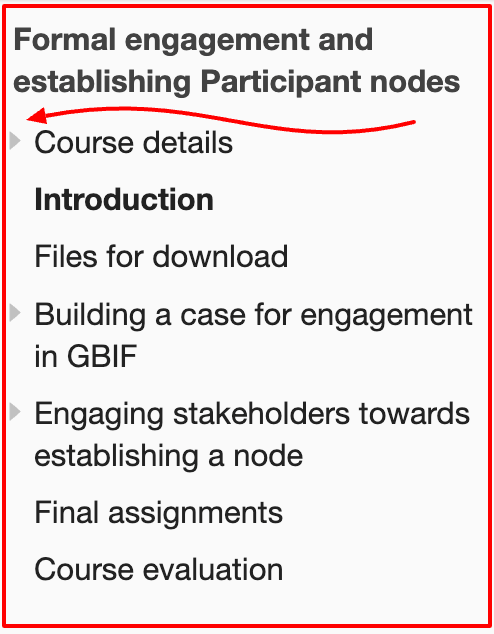 Formal engagement and
establishing Participant nodes
Course details
Introduction
Files for download
Building a case for engagement
in GBIF
Engaging stakeholders towards
establishing a node
Final assignments
Course evaluation